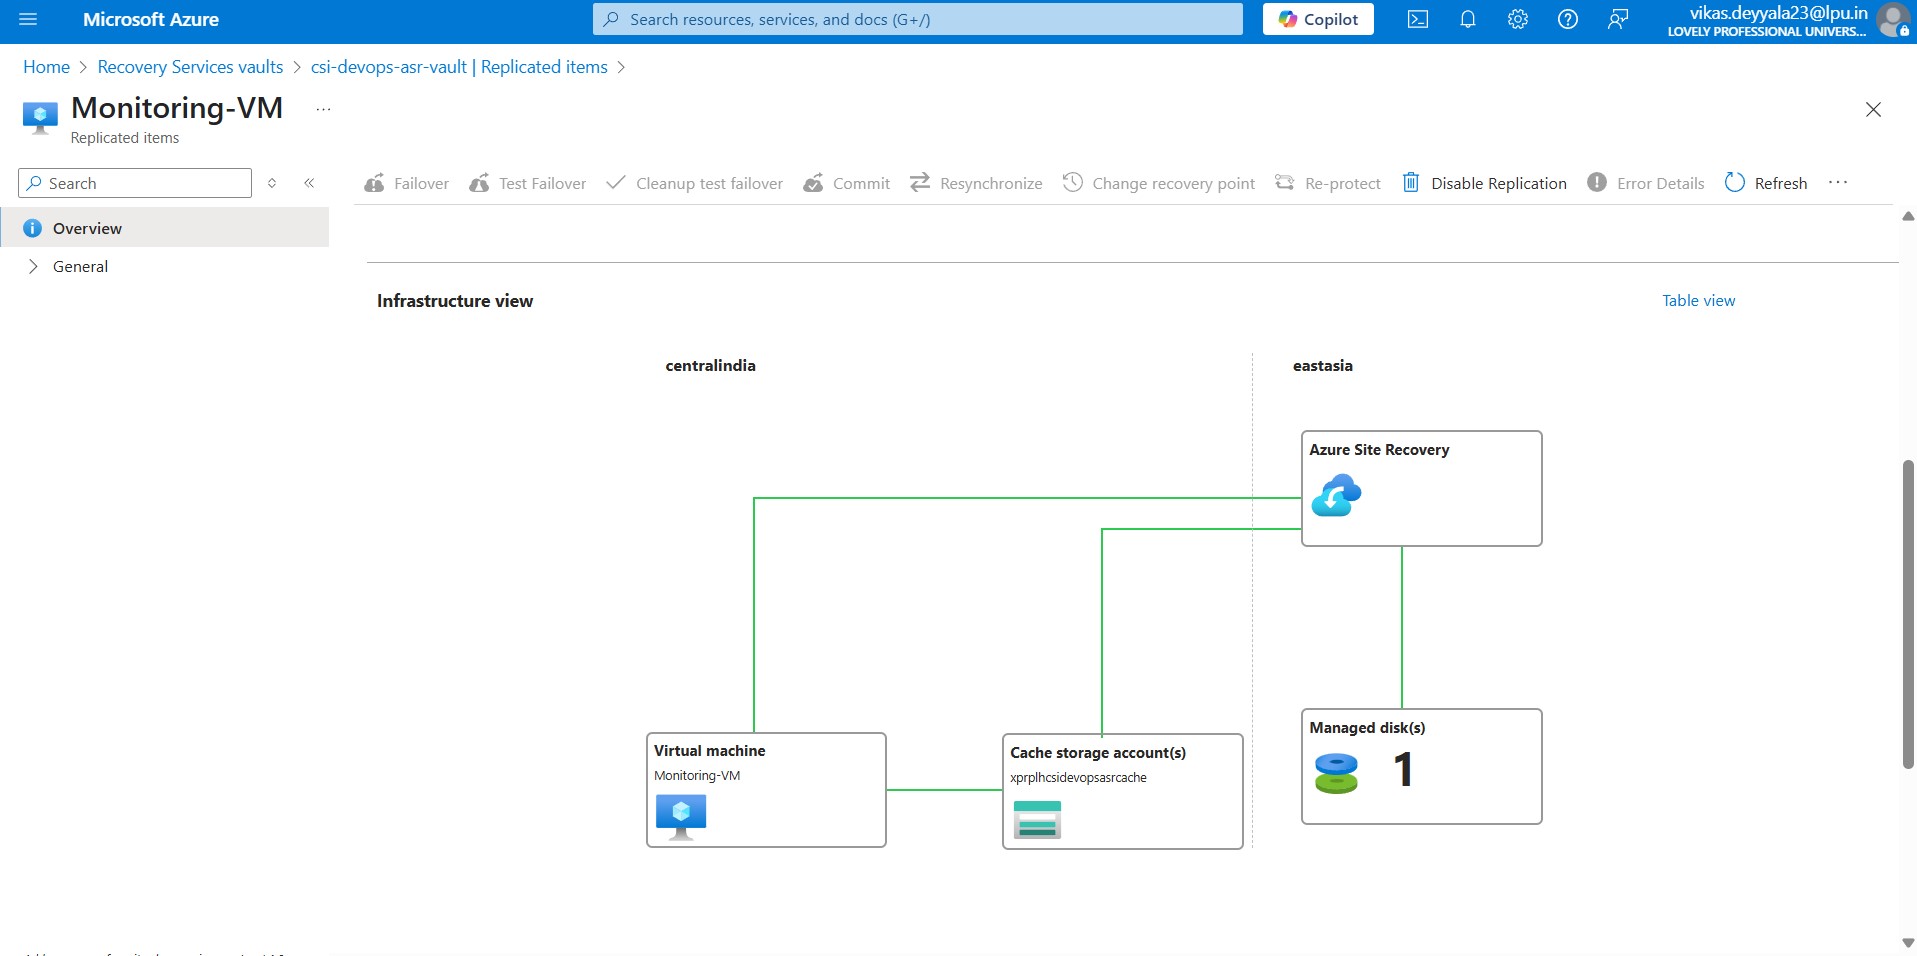 Microsoft Azure
Search resources, services, and docs (G+/)
Copilot
vikas.deyyala23@lpu.in
LOVELY PROFESSIONAL UNIVERS...
Home > Recovery Services vaults > csi-devops-asr-vault | Replicated items >
Monitoring-VM ...
Replicated items
Search
Failover
Test Failover
Cleanup test failover
Commit
Resynchronize
Change recovery point
Re-protect
Disable Replication
Error Details
Refresh
...
Overview
General
Infrastructure view
Table view
centralindia
eastasia
Azure Site Recovery
Virtual machine
Monitoring-VM
Cache storage account(s)
xprplhcsidevopsasrcache
Managed disk(s)
1